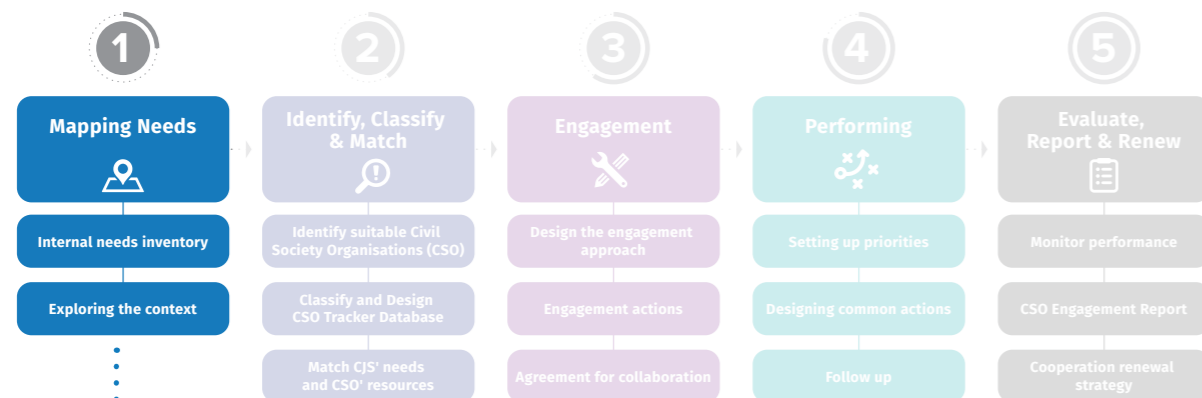 1
Mapping Needs
Internal needs inventory
Exploring the context
2
Identify, Classify
& Match
Identify suitable Civil
Society Organisations (CSO)
Classify and Design
CSO Tracker Database
Match CJS' needs
and CSO' resources
3
Engagement
Design the engagement
approach
Engagement actions
Agreement for collaboration
4
Performing
Setting up priorities
Designing common actions
Follow up
5
Evaluate,
Report & Renew
Monitor performance
CSO Engagement Report
Cooperation renewal
strategy